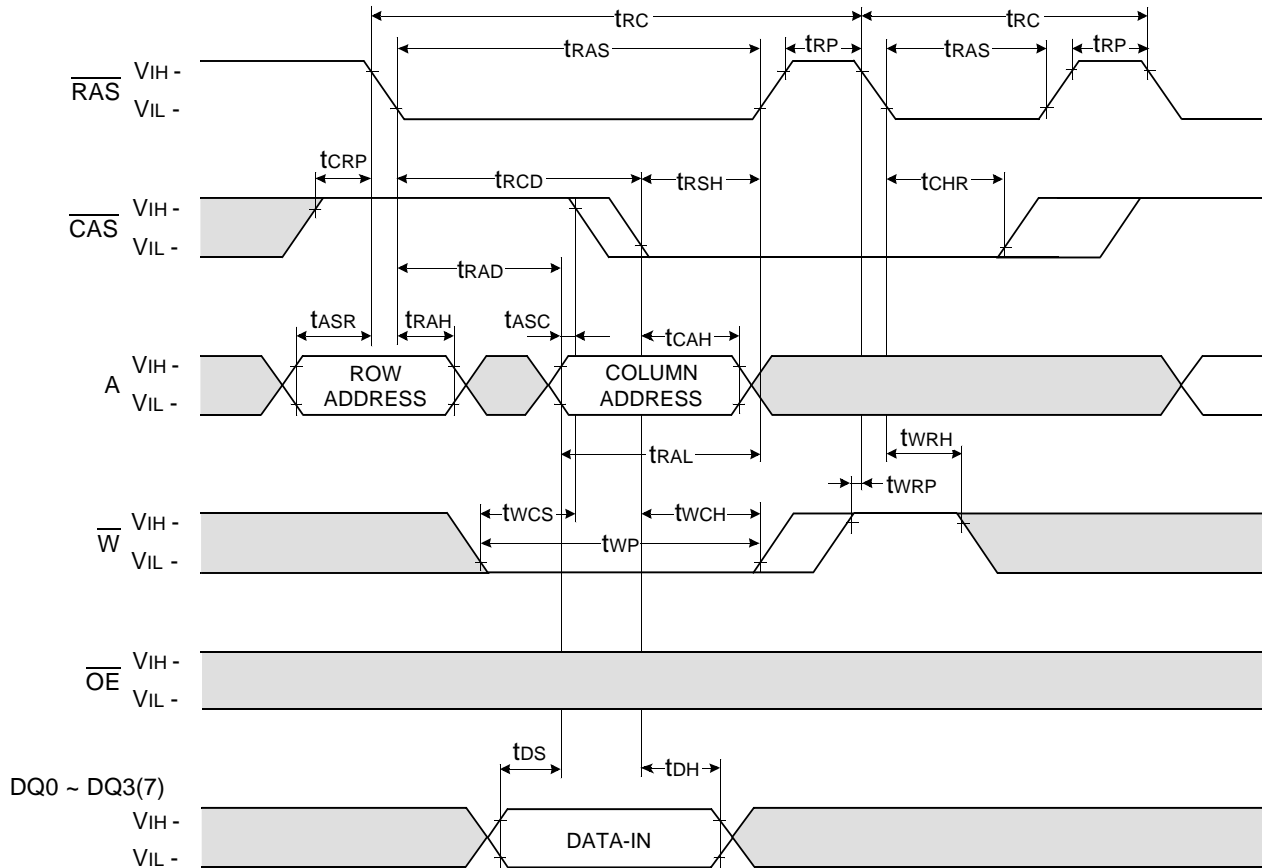 tRC tRC
tRAS tRP tRAS tRP
RAS VIH -
VIL -
tCRP tRCD tRSH tCHR
CAS VIH -
VIL -
tRAD
tASR tRAH tASC tCAH
A VIH -
VIL -
ROW ADDRESS
COLUMN ADDRESS
tRAL tWRH
tWRP
tWCS tWCH
W VIH -
VIL -
tWP
OE VIH -
VIL -
tDS tDH
DQ0 ~ DQ3(7)
VIH -
VIL -
DATA-IN